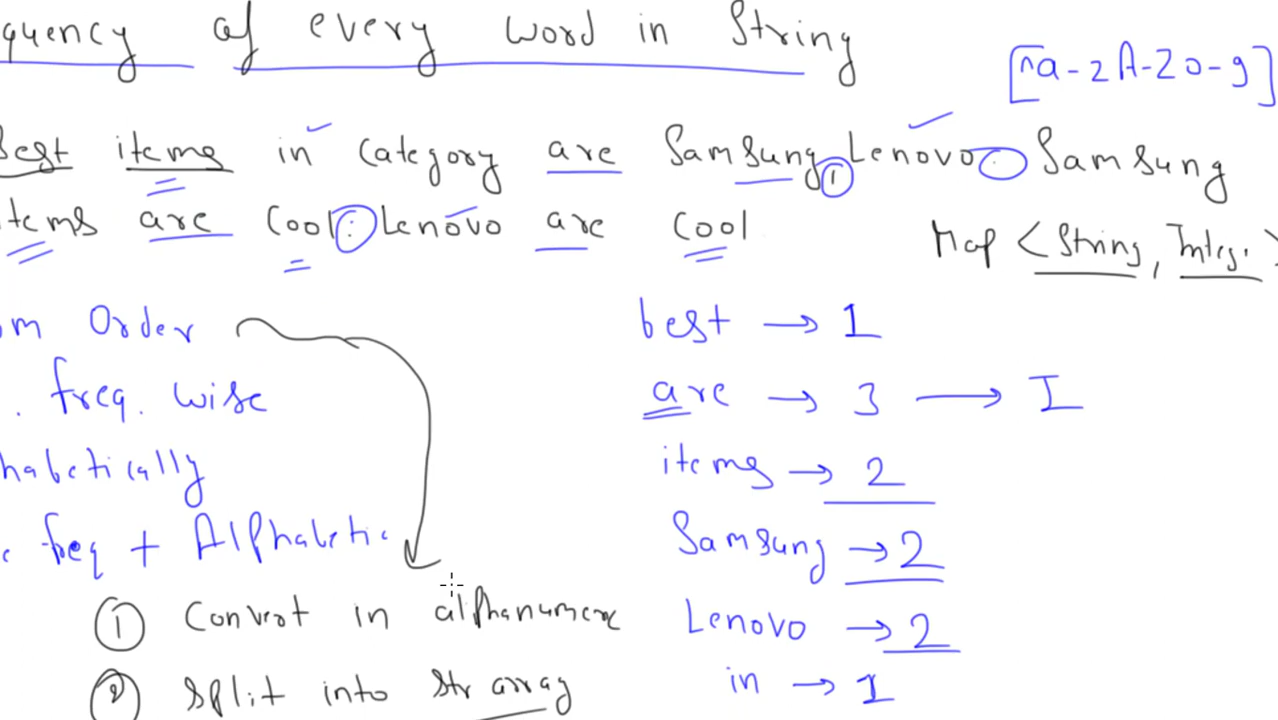 quency of every word in String
[^a-zA-Z0-9]
Best items in Category are Samsung, Lenovo. Samsung
items are Cool. Lenovo are Cool
Map <String, Integ.>
om Order
. freq. wise
habetically
c freq + Alphabetic
① Convert in alphanumeric
② Split into Str array
best → 1
are → 3 → I
items → 2
Samsung → 2
Lenovo → 2
in → 1